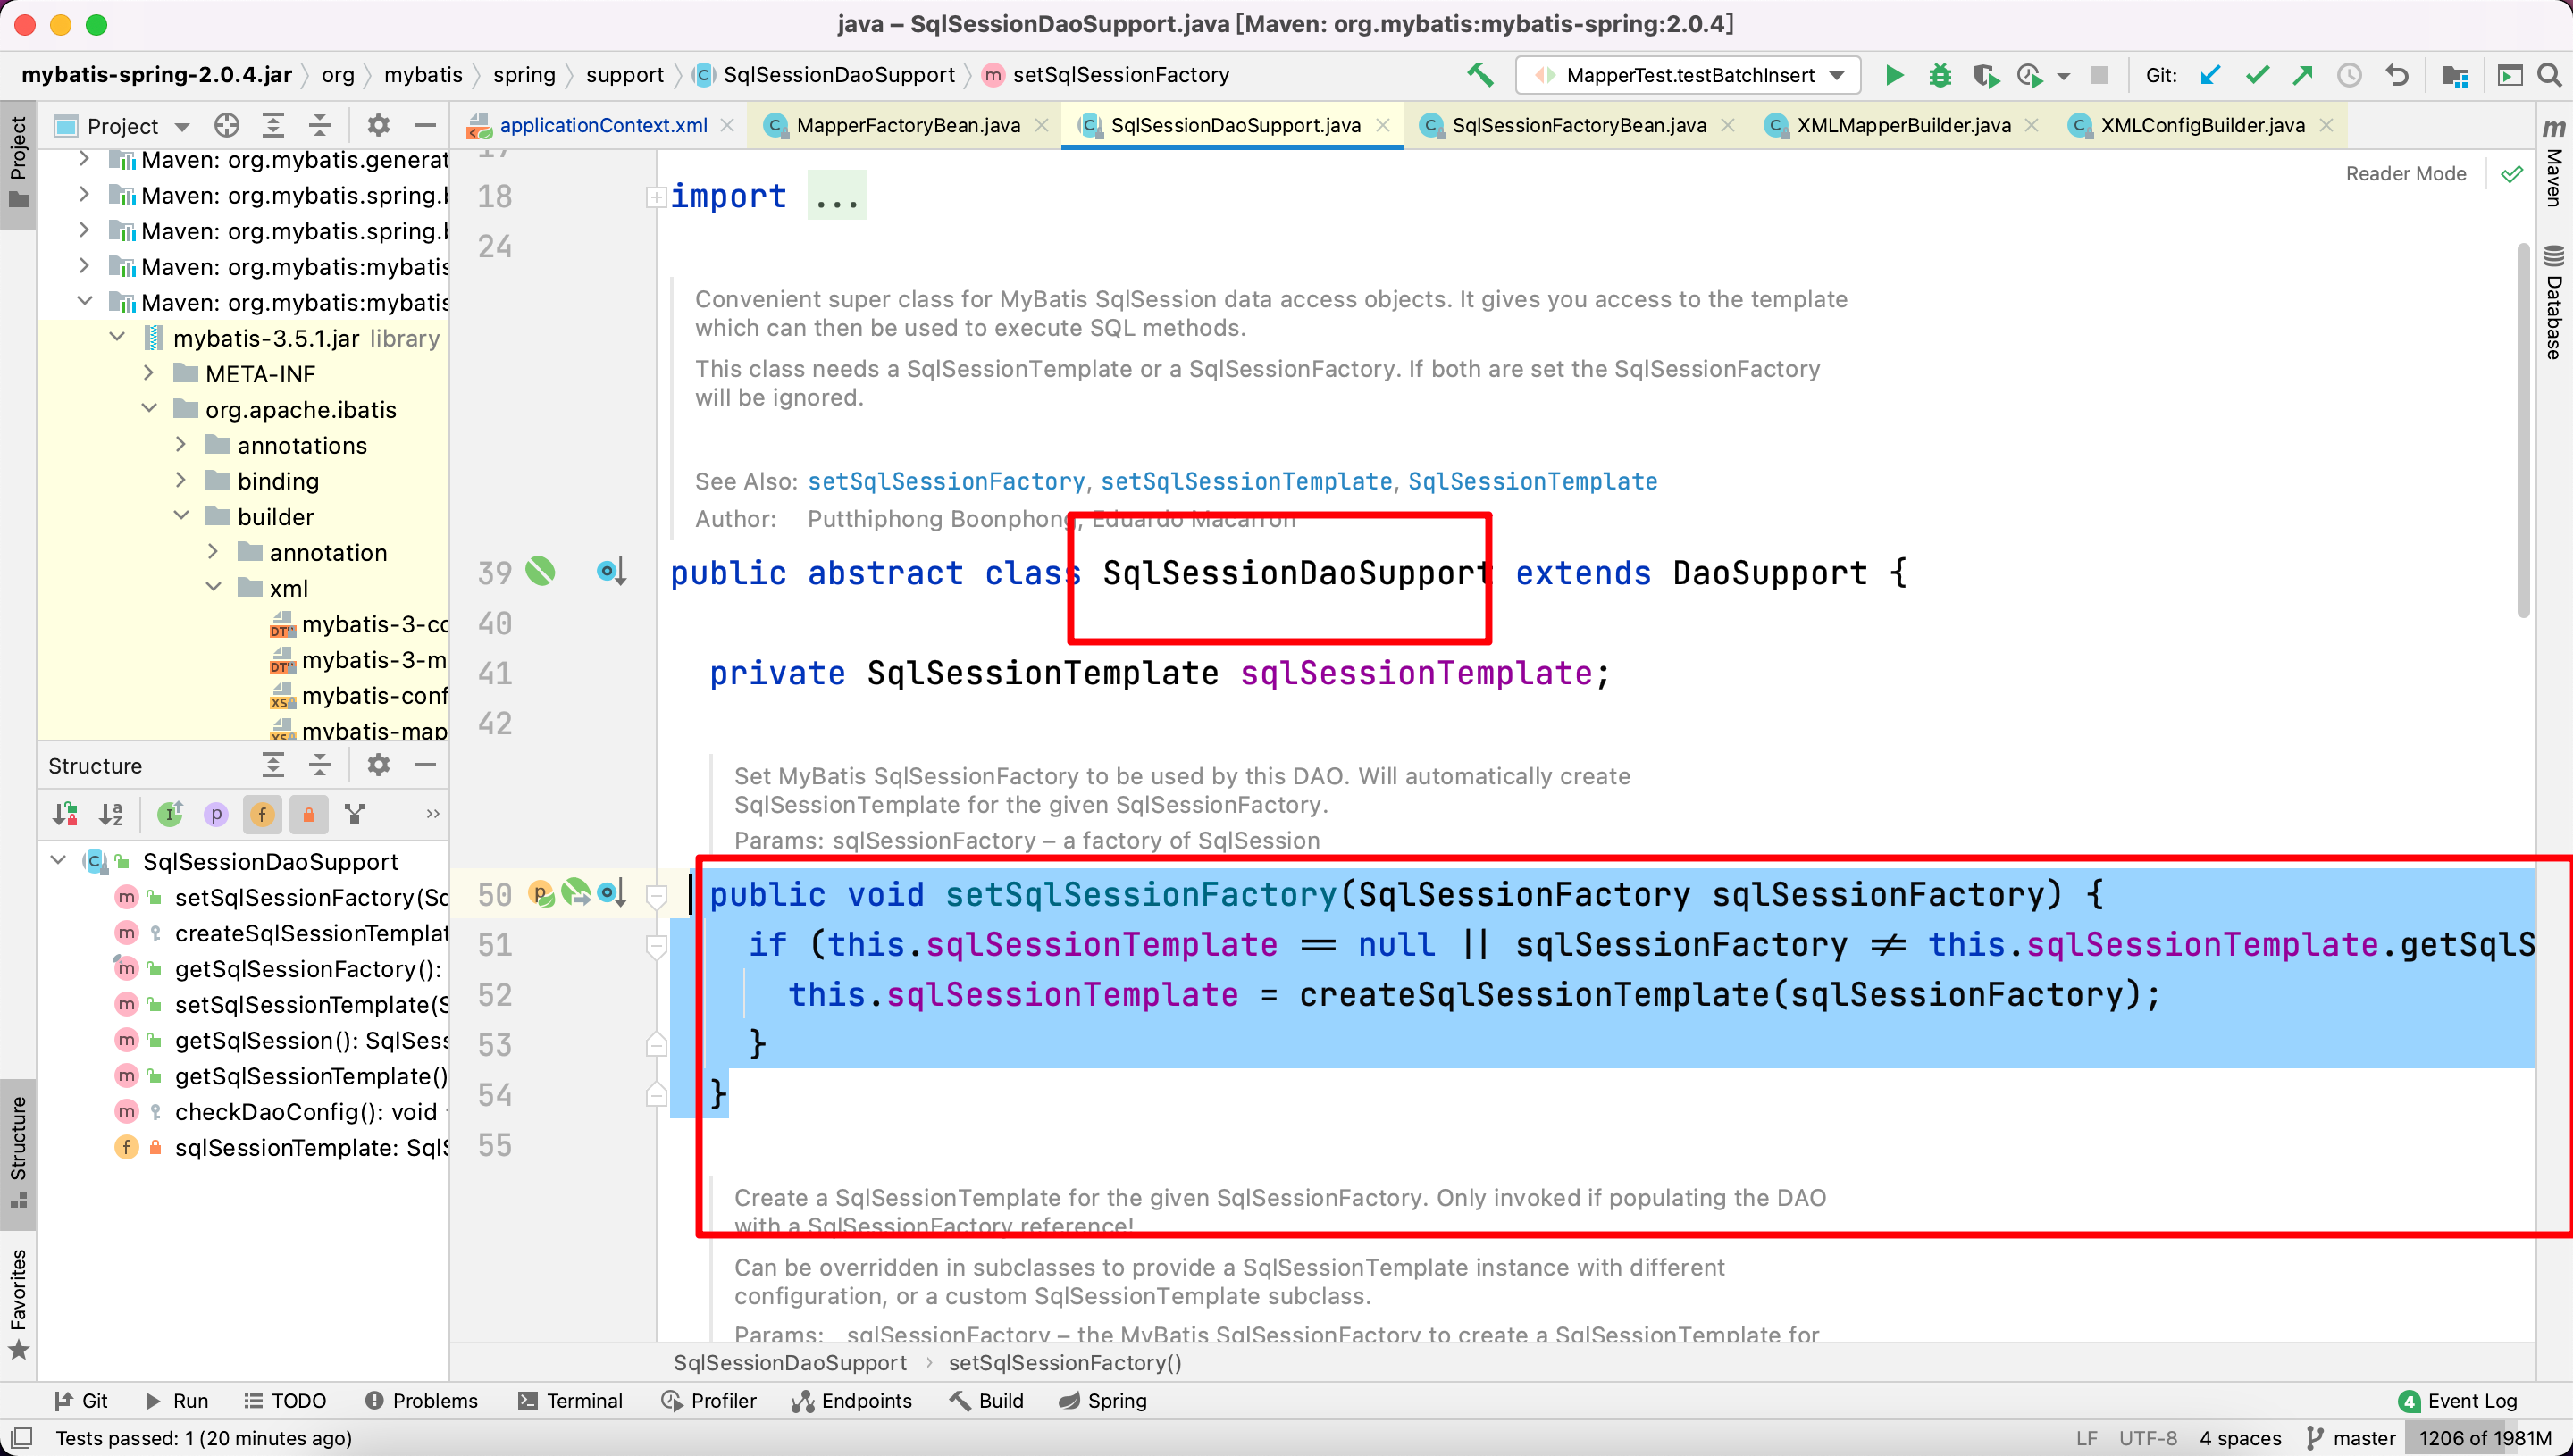 java – SqlSessionDaoSupport.java [Maven: org.mybatis:mybatis-spring:2.0.4]
mybatis-spring-2.0.4.jar org mybatis spring support SqlSessionDaoSupport setSqlSessionFactory MapperTest.testBatchInsert Git:
Project
Project
applicationContext.xml MapperFactoryBean.java SqlSessionDaoSupport.java SqlSessionFactoryBean.java XMLMapperBuilder.java XMLConfigBuilder.java
Maven
Database
Reader Mode
Maven: org.mybatis.generat
Maven: org.mybatis.spring.b
Maven: org.mybatis.spring.b
Maven: org.mybatis:mybatis
Maven: org.mybatis:mybatis
mybatis-3.5.1.jar library
META-INF
org.apache.ibatis
annotations
binding
builder
annotation
xml
mybatis-3-co
mybatis-3-m
mybatis-conf
mybatis-map
Structure
SqlSessionDaoSupport
setSqlSessionFactory(Sq
createSqlSessionTemplat
getSqlSessionFactory():
setSqlSessionTemplate(S
getSqlSession(): SqlSess
getSqlSessionTemplate()
checkDaoConfig(): void
sqlSessionTemplate: SqlS
Structure
Favorites
17
18 import ...
24
Convenient super class for MyBatis SqlSession data access objects. It gives you access to the template
which can then be used to execute SQL methods.
This class needs a SqlSessionTemplate or a SqlSessionFactory. If both are set the SqlSessionFactory
will be ignored.
See Also: setSqlSessionFactory, setSqlSessionTemplate, SqlSessionTemplate
Author: Putthiphong Boonphong, Eduardo Macarron
39 public abstract class SqlSessionDaoSupport extends DaoSupport {
40
41 private SqlSessionTemplate sqlSessionTemplate;
42
Set MyBatis SqlSessionFactory to be used by this DAO. Will automatically create
SqlSessionTemplate for the given SqlSessionFactory.
Params: sqlSessionFactory – a factory of SqlSession
50 public void setSqlSessionFactory(SqlSessionFactory sqlSessionFactory) {
51 if (this.sqlSessionTemplate == null || sqlSessionFactory != this.sqlSessionTemplate.getSqlS
52 this.sqlSessionTemplate = createSqlSessionTemplate(sqlSessionFactory);
53 }
54 }
55
Create a SqlSessionTemplate for the given SqlSessionFactory. Only invoked if populating the DAO
with a SqlSessionFactory reference!
Can be overridden in subclasses to provide a SqlSessionTemplate instance with different
configuration, or a custom SqlSessionTemplate subclass.
Params: sqlSessionFactory – the MyBatis SqlSessionFactory to create a SqlSessionTemplate for
SqlSessionDaoSupport › setSqlSessionFactory()
Git Run TODO Problems Terminal Profiler Endpoints Build Spring 4 Event Log
Tests passed: 1 (20 minutes ago) LF UTF-8 4 spaces master 1206 of 1981M